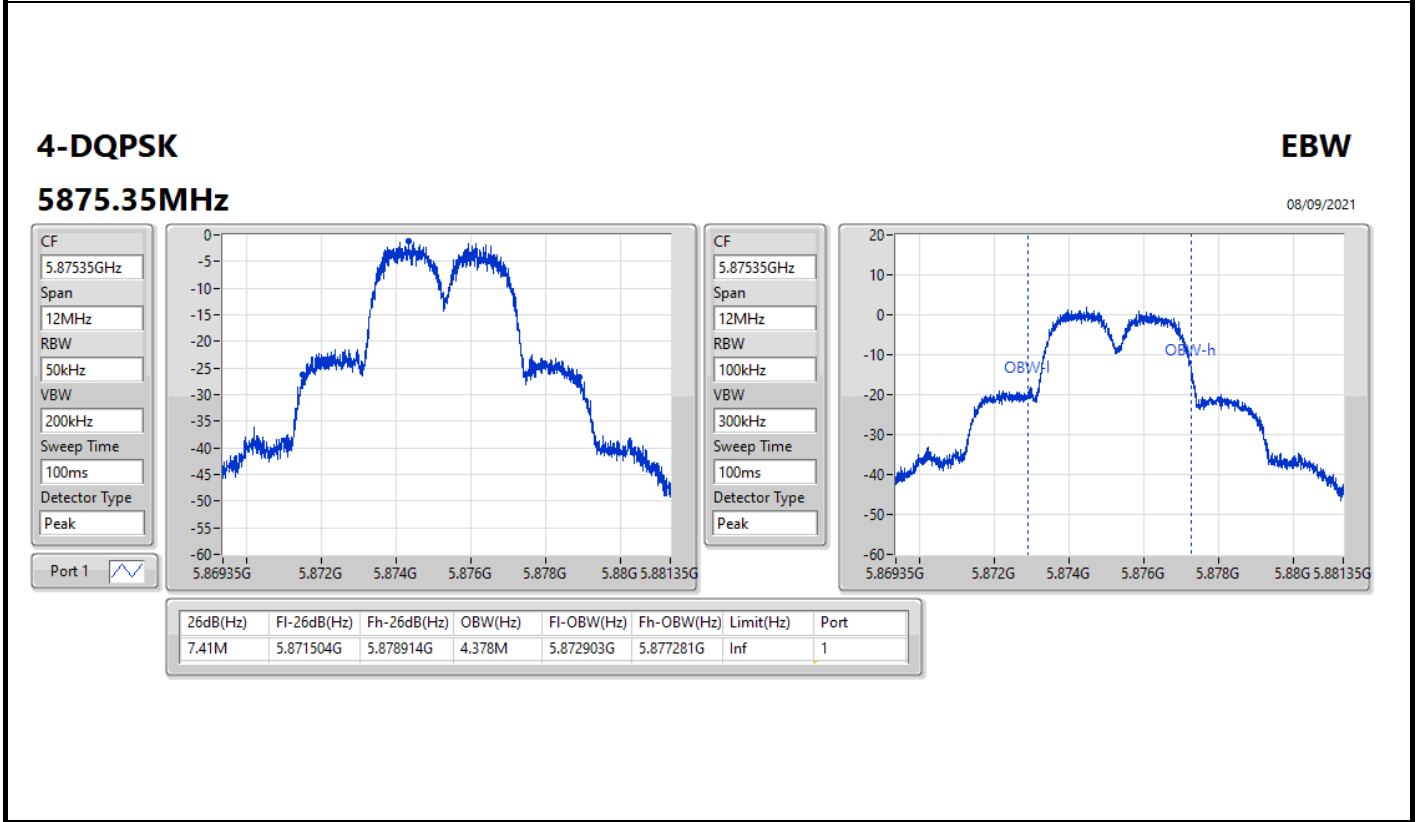 4-DQPSK
EBW
5875.35MHz
08/09/2021
CF
5.87535GHz
Span
12MHz
RBW
50kHz
VBW
200kHz
Sweep Time
100ms
Detector Type
Peak
Port 1
0
-5
-10
-15
-20
-25
-30
-35
-40
-45
-50
-55
-60
5.86935G 5.872G 5.874G 5.876G 5.878G 5.88G 5.88135G
CF
5.87535GHz
Span
12MHz
RBW
100kHz
VBW
300kHz
Sweep Time
100ms
Detector Type
Peak
20
10
0
-10
-20
-30
-40
-50
-60
OBW-l
OBW-h
5.86935G 5.872G 5.874G 5.876G 5.878G 5.88G 5.88135G
26dB(Hz) Fl-26dB(Hz) Fh-26dB(Hz) OBW(Hz) Fl-OBW(Hz) Fh-OBW(Hz) Limit(Hz) Port
7.41M 5.871504G 5.878914G 4.378M 5.872903G 5.877281G Inf 1